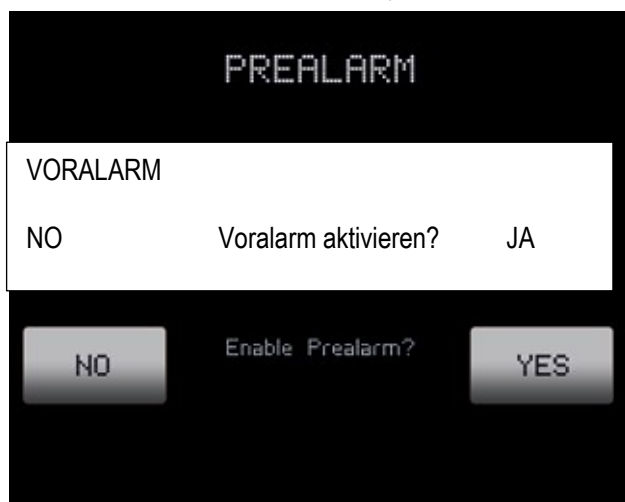 PREALARM
VORALARM
NO Voralarm aktivieren? JA
NO Enable Prealarm? YES